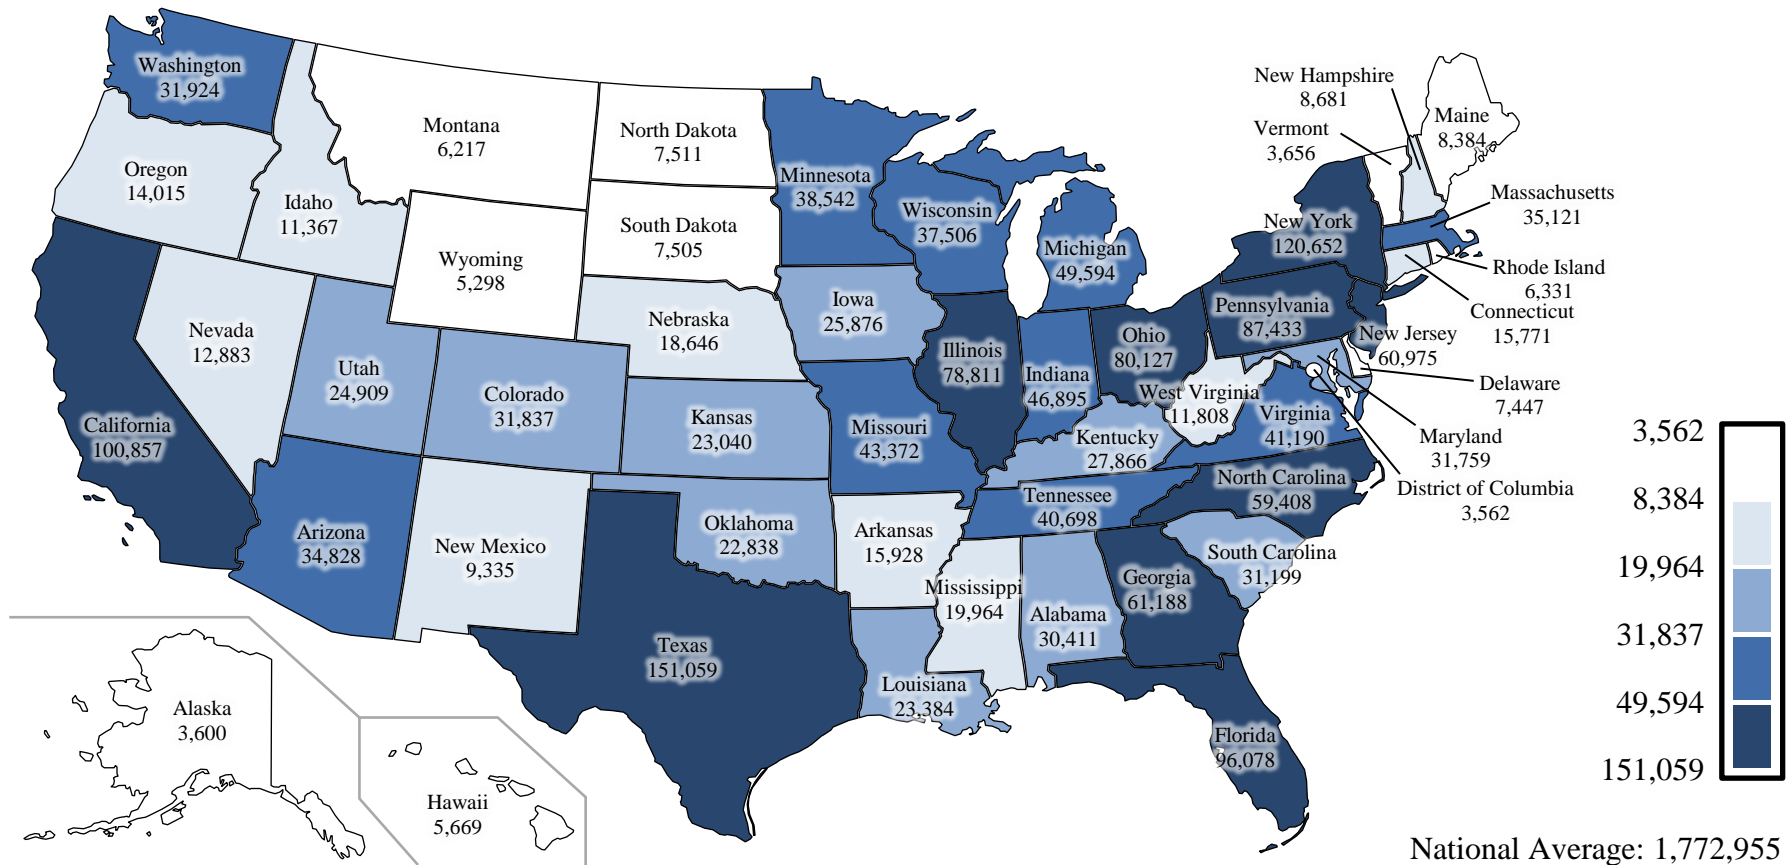 Washington
31,924
Oregon
14,015
Idaho
11,367
Montana
6,217
North Dakota
7,511
South Dakota
7,505
Wyoming
5,298
Minnesota
38,542
Wisconsin
37,506
Michigan
49,594
New York
120,652
New Hampshire
8,681
Vermont
3,656
Maine
8,384
Massachusetts
35,121
Rhode Island
6,331
Connecticut
15,771
New Jersey
60,975
Delaware
7,447
Maryland
31,759
District of Columbia
3,562
Pennsylvania
87,433
Ohio
80,127
Indiana
46,895
Illinois
78,811
Iowa
25,876
Nebraska
18,646
Nevada
12,883
Utah
24,909
Colorado
31,837
Kansas
23,040
Missouri
43,372
Kentucky
27,866
West Virginia
11,808
Virginia
41,190
California
100,857
Arizona
34,828
New Mexico
9,335
Oklahoma
22,838
Arkansas
15,928
Tennessee
40,698
North Carolina
59,408
South Carolina
31,199
Georgia
61,188
Alabama
30,411
Mississippi
19,964
Louisiana
23,384
Texas
151,059
Florida
96,078
Alaska
3,600
Hawaii
5,669
3,562
8,384
19,964
31,837
49,594
151,059
National Average: 1,772,955